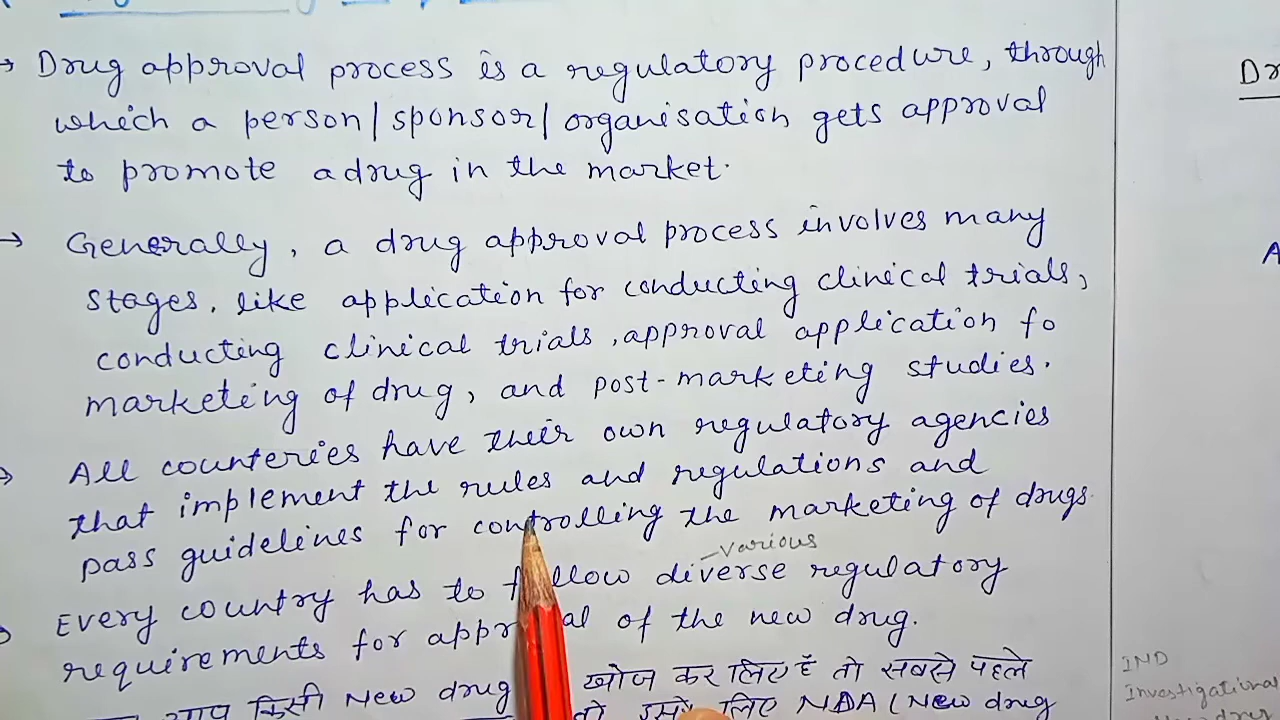 → Drug approval process is a regulatory procedure, through
which a person/sponsor/organisation gets approval
to promote a drug in the market.
→ Generally, a drug approval process involves many
stages, like application for conducting clinical trials,
conducting clinical trials, approval application fo
marketing of drug, and post-marketing studies.
All counteries have their own regulatory agencies
that implement the rules and regulations and
pass guidelines for controlling the marketing of drugs.
various
Every country has to follow diverse regulatory
requirements for approval of the new drug.
आप किसी New drug खोज कर लिए हैं तो सबसे पहले
लिए NDA (New drug
Dr
A
IND
Investigational